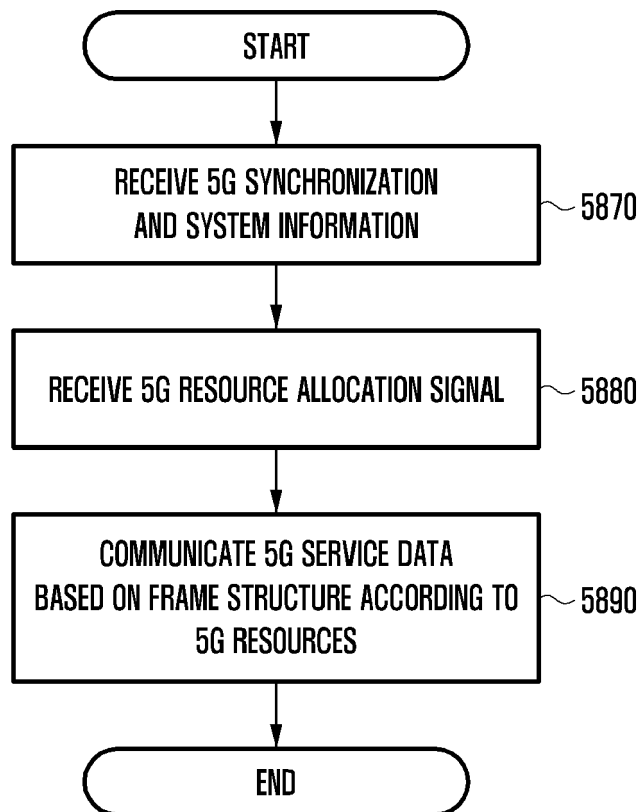 START
RECEIVE 5G SYNCHRONIZATION
AND SYSTEM INFORMATION
5870
RECEIVE 5G RESOURCE ALLOCATION SIGNAL
5880
COMMUNICATE 5G SERVICE DATA
BASED ON FRAME STRUCTURE ACCORDING TO
5G RESOURCES
5890
END